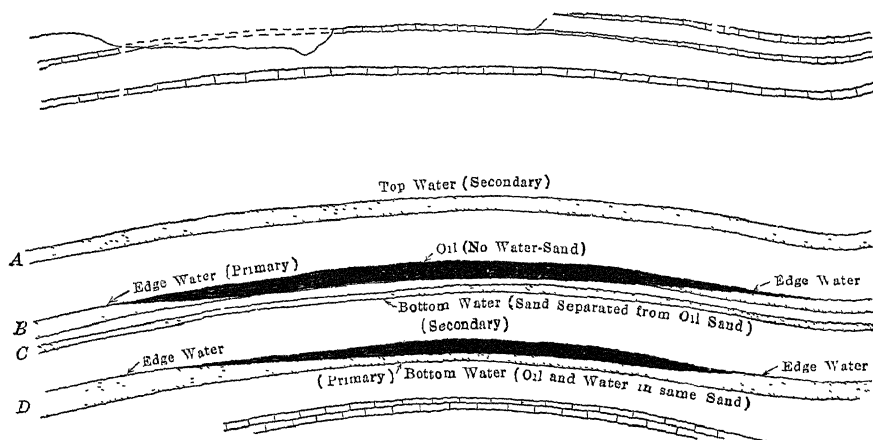 Top Water (Secondary)
A
Oil (No Water-Sand)
Edge Water (Primary)
Edge Water
B
Bottom Water (Sand Separated from Oil Sand)
C
(Secondary)
Edge Water
Edge Water
(Primary) Bottom Water (Oil and Water in same Sand)
D